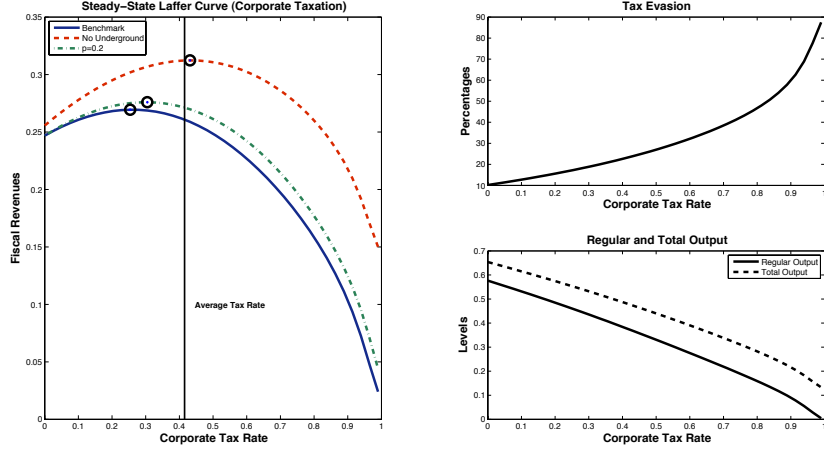 Steady-State Laffer Curve (Corporate Taxation)
0.35
0.3
0.25
0.2
0.15
0.1
0.05
0
Fiscal Revenues
Benchmark
No Underground
p=0.2
Average Tax Rate
0 0.1 0.2 0.3 0.4 0.5 0.6 0.7 0.8 0.9 1
Corporate Tax Rate
Tax Evasion
90
80
70
60
50
40
30
20
10
Percentages
0 0.1 0.2 0.3 0.4 0.5 0.6 0.7 0.8 0.9 1
Corporate Tax Rate
Regular and Total Output
0.7
0.6
0.5
0.4
0.3
0.2
0.1
0
Levels
Regular Output
Total Output
0 0.1 0.2 0.3 0.4 0.5 0.6 0.7 0.8 0.9 1
Corporate Tax Rate